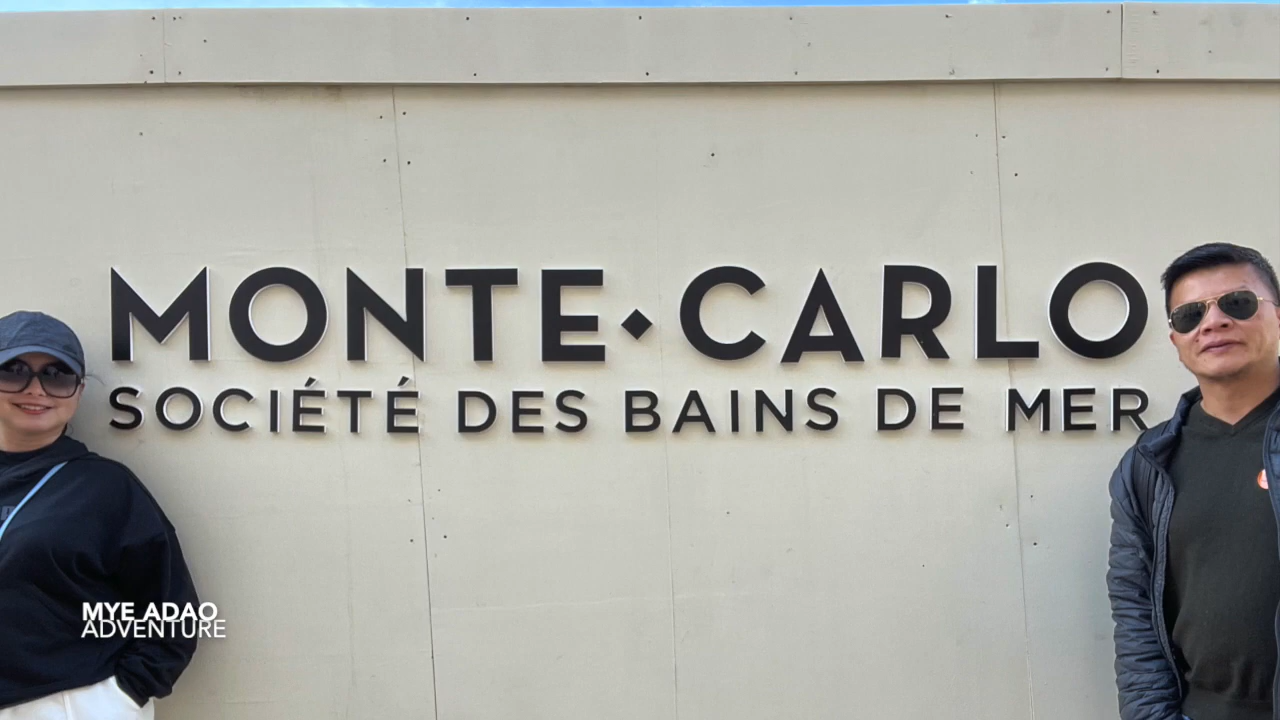 MONTE·CARLO
SOCIÉTÉ DES BAINS DE MER
MYE ADAO
ADVENTURE